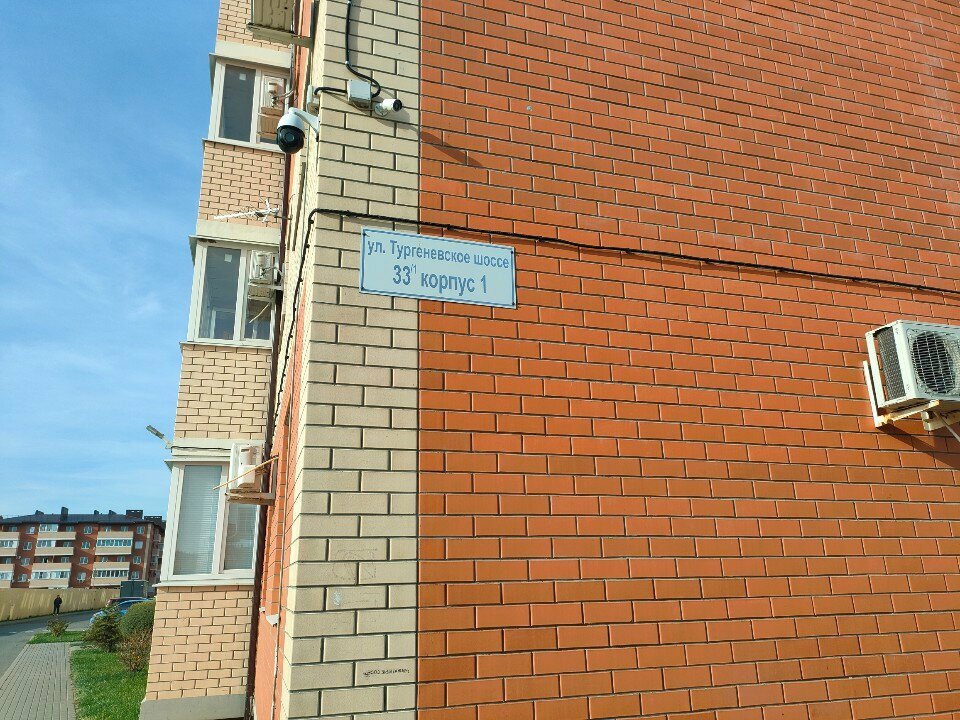 ул. Тургеневское шоссе
33/1 корпус 1